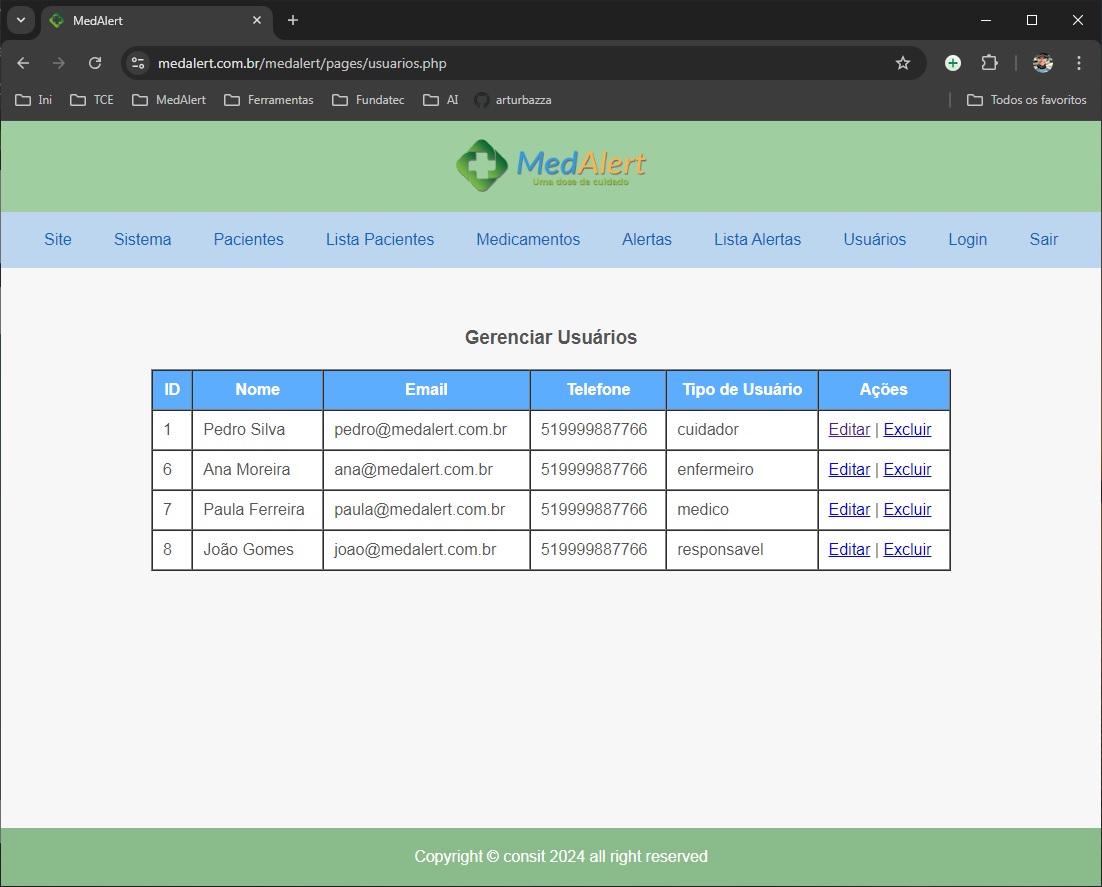 MedAlert
medalert.com.br/medalert/pages/usuarios.php
Ini TCE MedAlert Ferramentas Fundatec AI arturbazza Todos os favoritos
MedAlert
Uma dose de cuidado
Site Sistema Pacientes Lista Pacientes Medicamentos Alertas Lista Alertas Usuários Login Sair
Gerenciar Usuários
ID Nome Email Telefone Tipo de Usuário Ações
1 Pedro Silva pedro@medalert.com.br 519999887766 cuidador Editar | Excluir
6 Ana Moreira ana@medalert.com.br 519999887766 enfermeiro Editar | Excluir
7 Paula Ferreira paula@medalert.com.br 519999887766 medico Editar | Excluir
8 João Gomes joao@medalert.com.br 519999887766 responsavel Editar | Excluir
Copyright © consit 2024 all right reserved